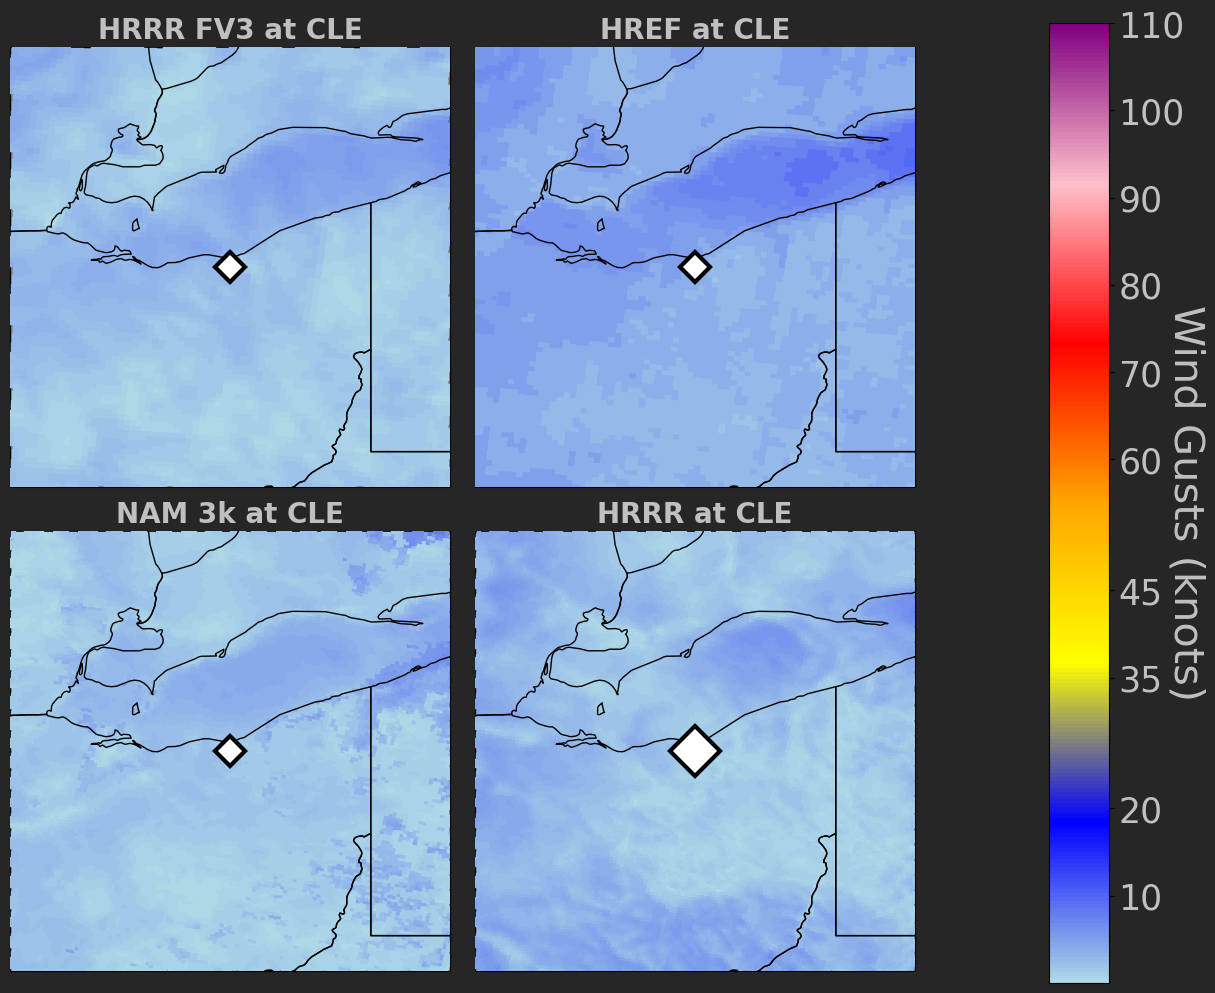 HRRR FV3 at CLE
HREF at CLE
NAM 3k at CLE
HRRR at CLE
110
100
90
80
70
60
45
35
20
10
Wind Gusts (knots)